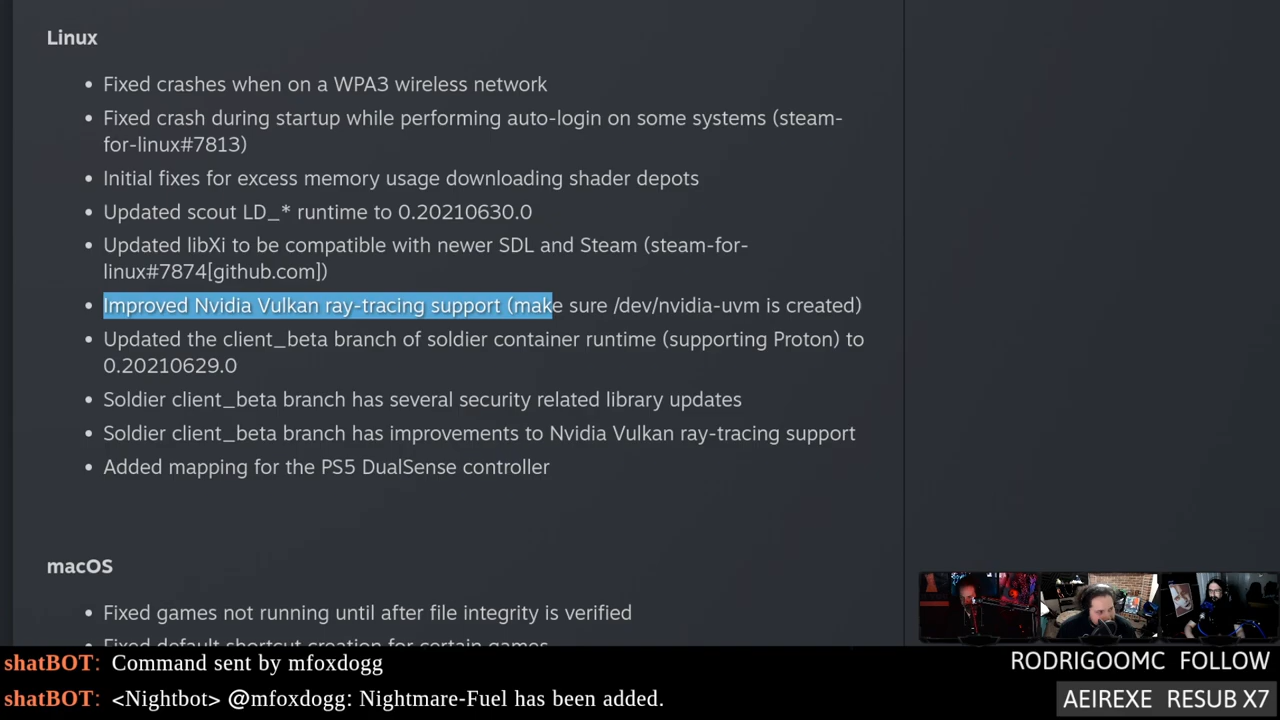 Linux
• Fixed crashes when on a WPA3 wireless network
• Fixed crash during startup while performing auto-login on some systems (steam-
for-linux#7813)
• Initial fixes for excess memory usage downloading shader depots
• Updated scout LD_* runtime to 0.20210630.0
• Updated libXi to be compatible with newer SDL and Steam (steam-for-
linux#7874[github.com])
• Improved Nvidia Vulkan ray-tracing support (make sure /dev/nvidia-uvm is created)
• Updated the client_beta branch of soldier container runtime (supporting Proton) to
0.20210629.0
• Soldier client_beta branch has several security related library updates
• Soldier client_beta branch has improvements to Nvidia Vulkan ray-tracing support
• Added mapping for the PS5 DualSense controller
macOS
• Fixed games not running until after file integrity is verified
• Fixed default shortcut creation for certain games
shatBOT: Command sent by mfoxdogg
RODRIGOOMC FOLLOW
shatBOT: <Nightbot> @mfoxdogg: Nightmare-Fuel has been added.
AEIREXE RESUB X7